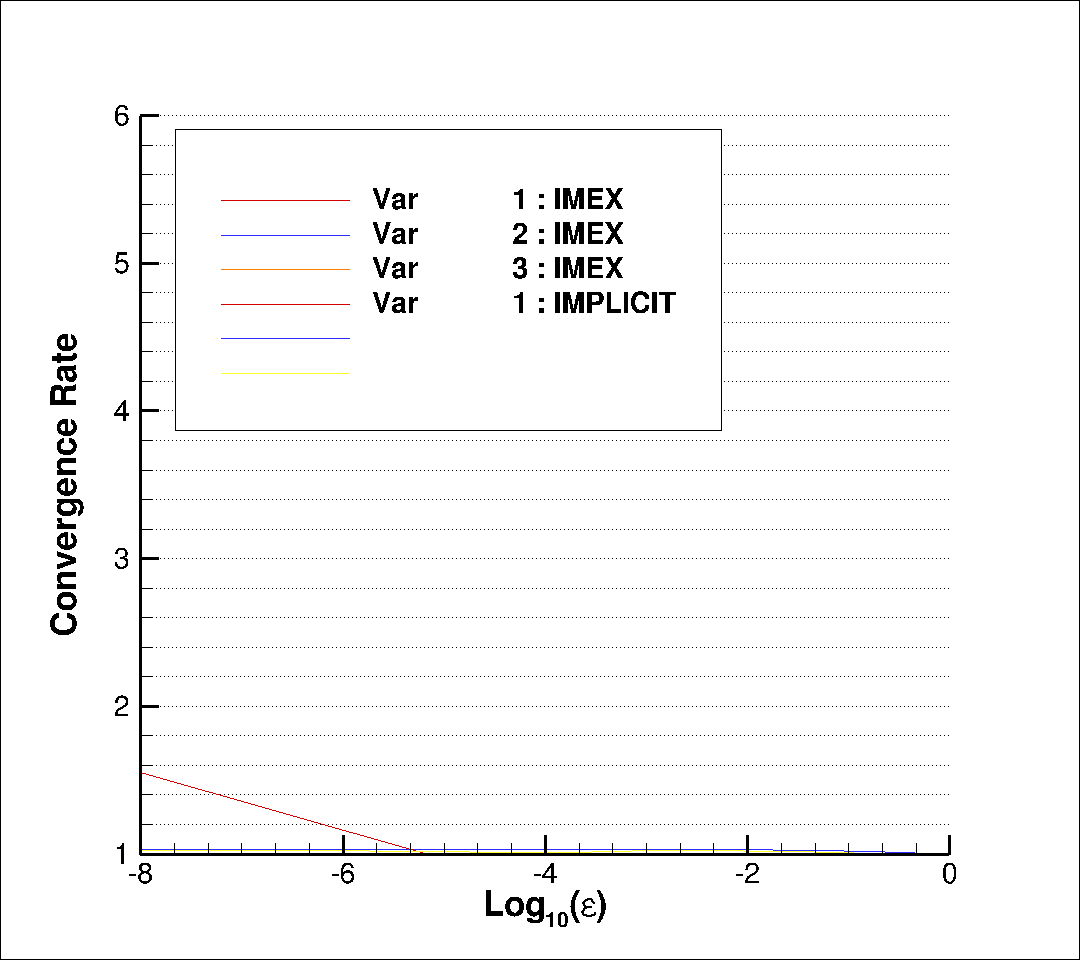 6
5
4
3
2
1
Convergence Rate
Var 1 : IMEX
Var 2 : IMEX
Var 3 : IMEX
Var 1 : IMPLICIT
-8 -6 -4 -2 0
Log10(ε)